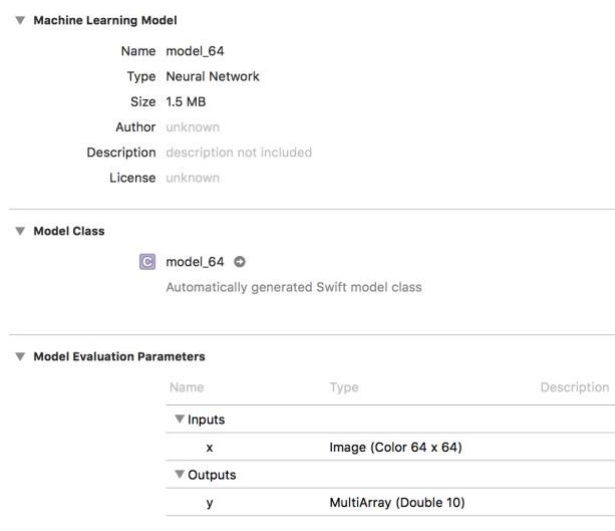 Machine Learning Model
Name model_64
Type Neural Network
Size 1.5 MB
Author unknown
Description description not included
License unknown
Model Class
C model_64
Automatically generated Swift model class
Model Evaluation Parameters
Name Type Description
Inputs
x Image (Color 64 x 64)
Outputs
y MultiArray (Double 10)